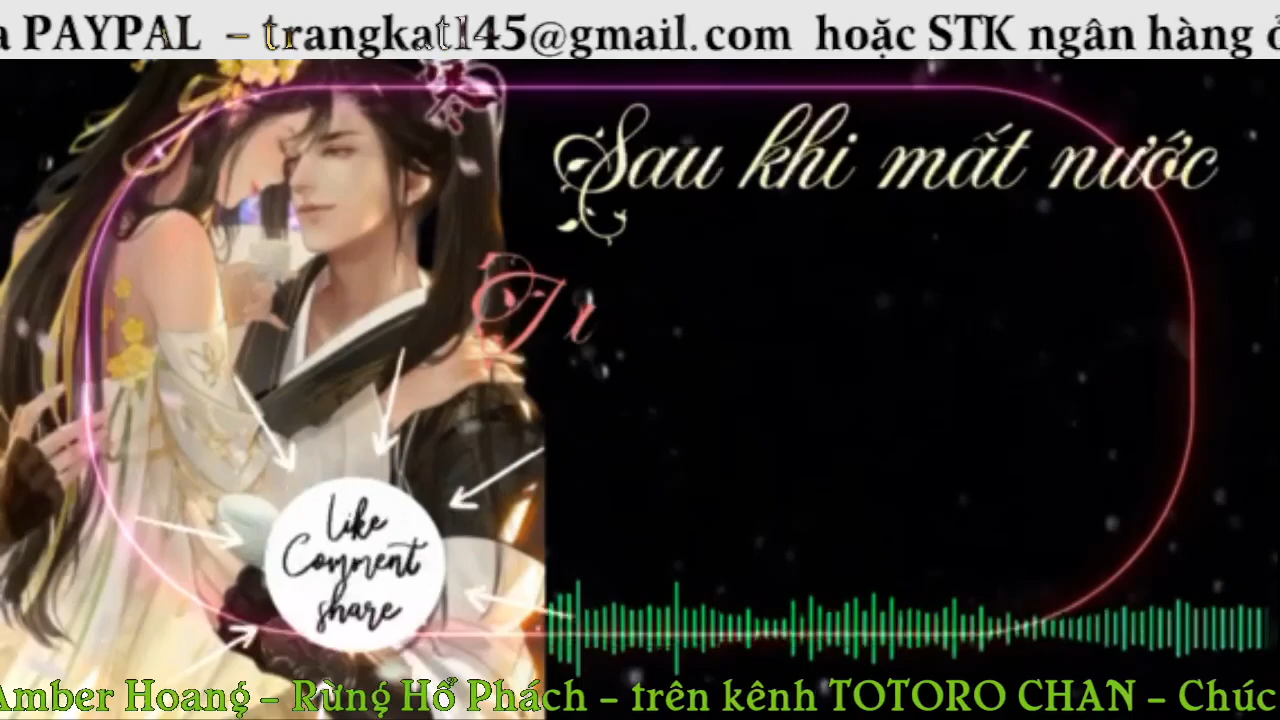 a PAYPAL – trangkat145@gmail.com hoặc STK ngân hàng ở
Sau khi mất nước
Tr
like
Comment
share
Amber Hoang – Rừng Hổ Phách – trên kênh TOTORO CHAN – Chúc